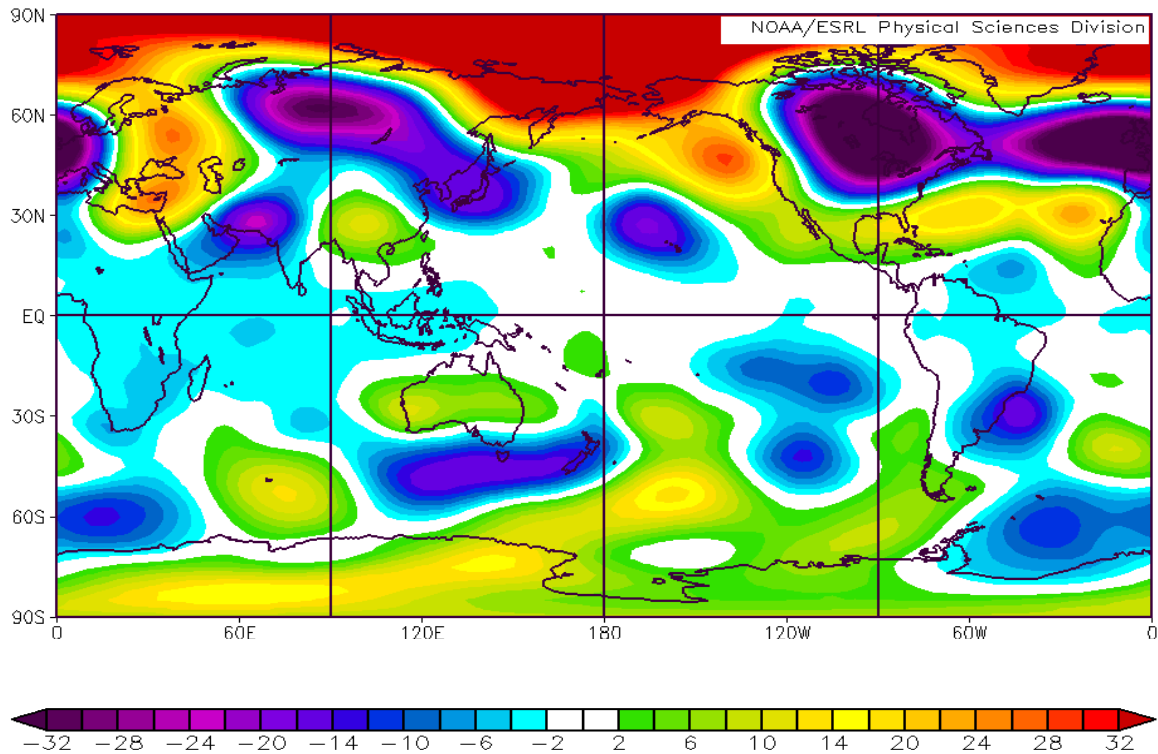 90N
NOAA/ESRL Physical Sciences Division
60N
30N
EQ
30S
60S
90S
0 60E 120E 180 120W 60W 0
-32 -28 -24 -20 -14 -10 -6 -2 2 6 10 14 20 24 28 32